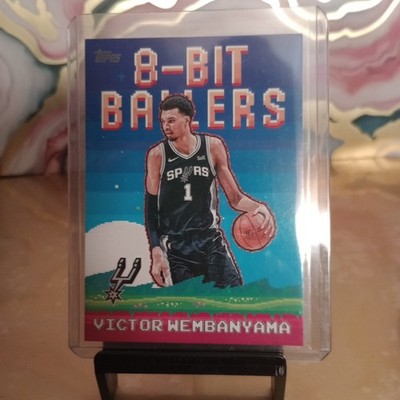 Topps
8-BIT
BALLERS
SPURS
1
VICTOR WEMBANYAMA